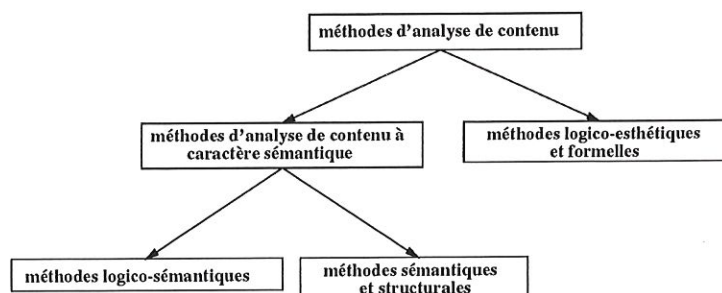 méthodes d'analyse de contenu
méthodes d'analyse de contenu à
caractère sémantique
méthodes logico-esthétiques
et formelles
méthodes logico-sémantiques
méthodes sémantiques
et structurales